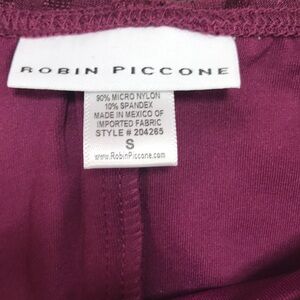 ROBIN PICCONE
90% MICRO NYLON
10% SPANDEX
MADE IN MEXICO OF
IMPORTED FABRIC
STYLE # 204265
S
www.RobinPiccone.com